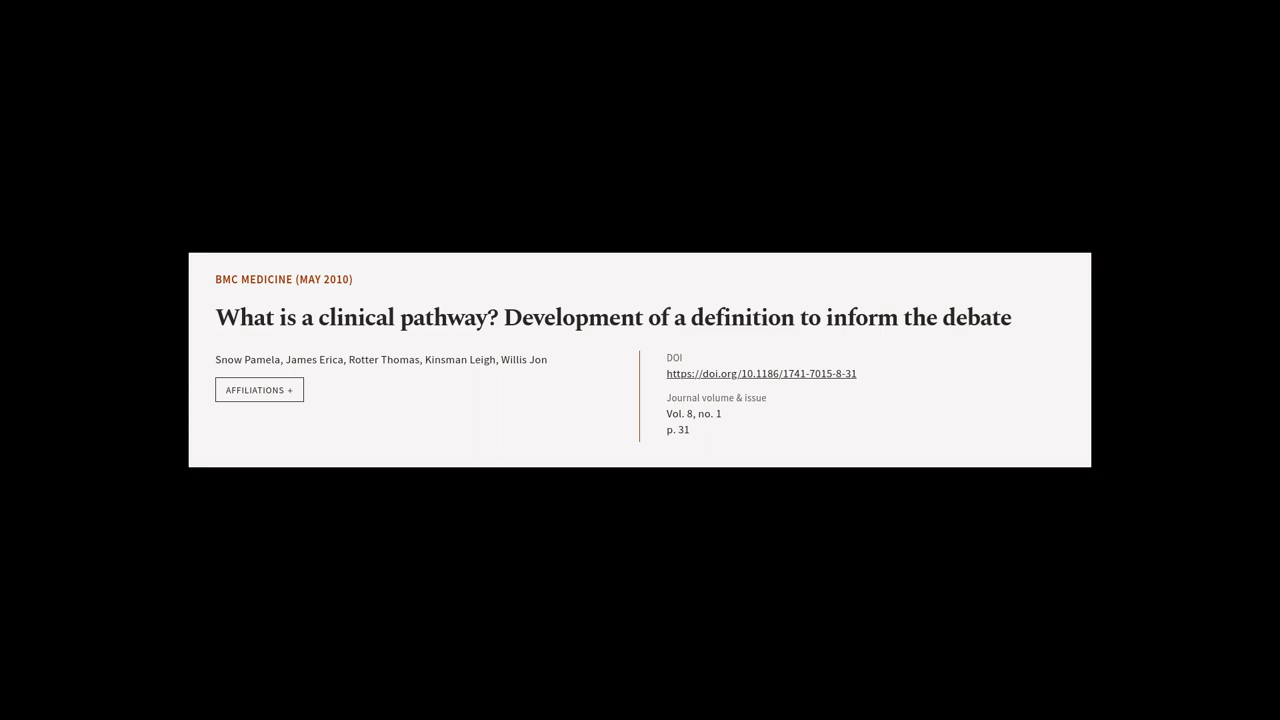 BMC MEDICINE (MAY 2010)
What is a clinical pathway? Development of a definition to inform the debate
Snow Pamela, James Erica, Rotter Thomas, Kinsman Leigh, Willis Jon
AFFILIATIONS +
DOI
https://doi.org/10.1186/1741-7015-8-31
Journal volume & issue
Vol. 8, no. 1
p. 31